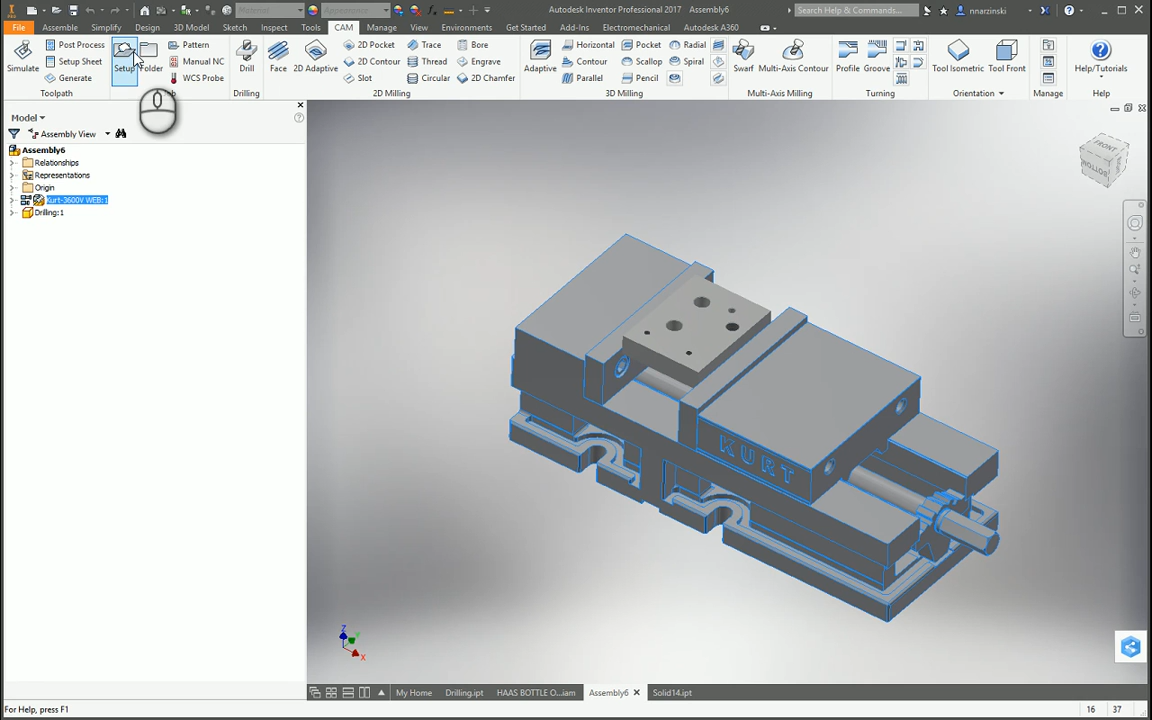 Autodesk Inventor Professional 2017 Assembly6
Search Help & Commands...
nnarzinski
File Assemble Simplify Design 3D Model Sketch Inspect Tools CAM Manage View Environments Get Started Add-Ins Electromechanical Autodesk A360
Post Process
Setup Sheet
Generate
Simulate
Toolpath
Setup
Folder
Pattern
Manual NC
WCS Probe
Job
Drill
Drilling
Face
2D Adaptive
2D Pocket
2D Contour
Slot
Trace
Thread
Circular
Bore
Engrave
2D Chamfer
2D Milling
Adaptive
Horizontal
Contour
Parallel
Pocket
Scallop
Pencil
Radial
Spiral
3D Milling
Swarf
Multi-Axis Contour
Multi-Axis Milling
Profile
Groove
Turning
Tool Isometric
Tool Front
Orientation
Manage
Help/Tutorials
Help
Model
Assembly View
Assembly6
Relationships
Representations
Origin
Kurt-3600V WEB:1
Drilling:1
FRONT
BOTTOM
KURT
Z
Y
X
My Home Drilling.ipt HAAS BOTTLE O...iam Assembly6 Solid14.ipt
For Help, press F1
16 37